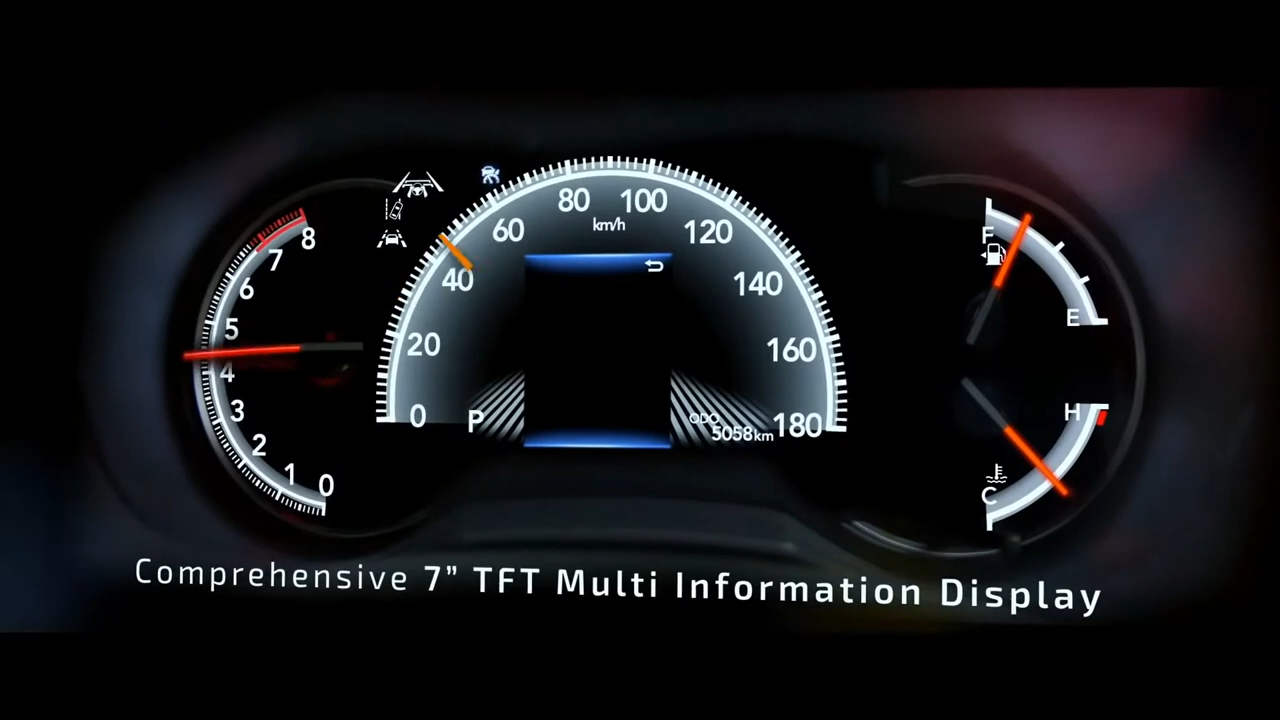 8
7
6
5
4
3
2
1
0
0
20
40
60
80
100
120
140
160
180
km/h
P
ODO
5058km
F
E
H
C
Comprehensive 7” TFT Multi Information Display